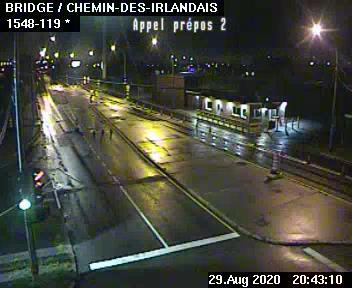 BRIDGE / CHEMIN-DES-IRLANDAIS
1548-119 *
Appel prépos 2
29.Aug 2020 20:43:10